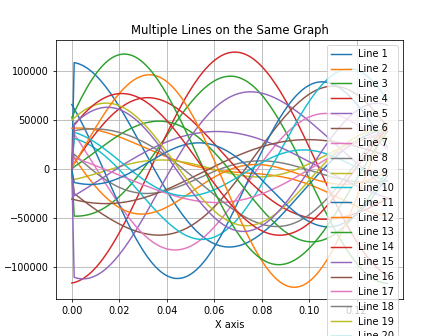 Multiple Lines on the Same Graph
100000
50000
0
−50000
−100000
0.00
0.02
0.04
0.06
0.08
0.10
X axis
Line 1
Line 2
Line 3
Line 4
Line 5
Line 6
Line 7
Line 8
Line 9
Line 10
Line 11
Line 12
Line 13
Line 14
Line 15
Line 16
Line 17
Line 18
Line 19
Line 20